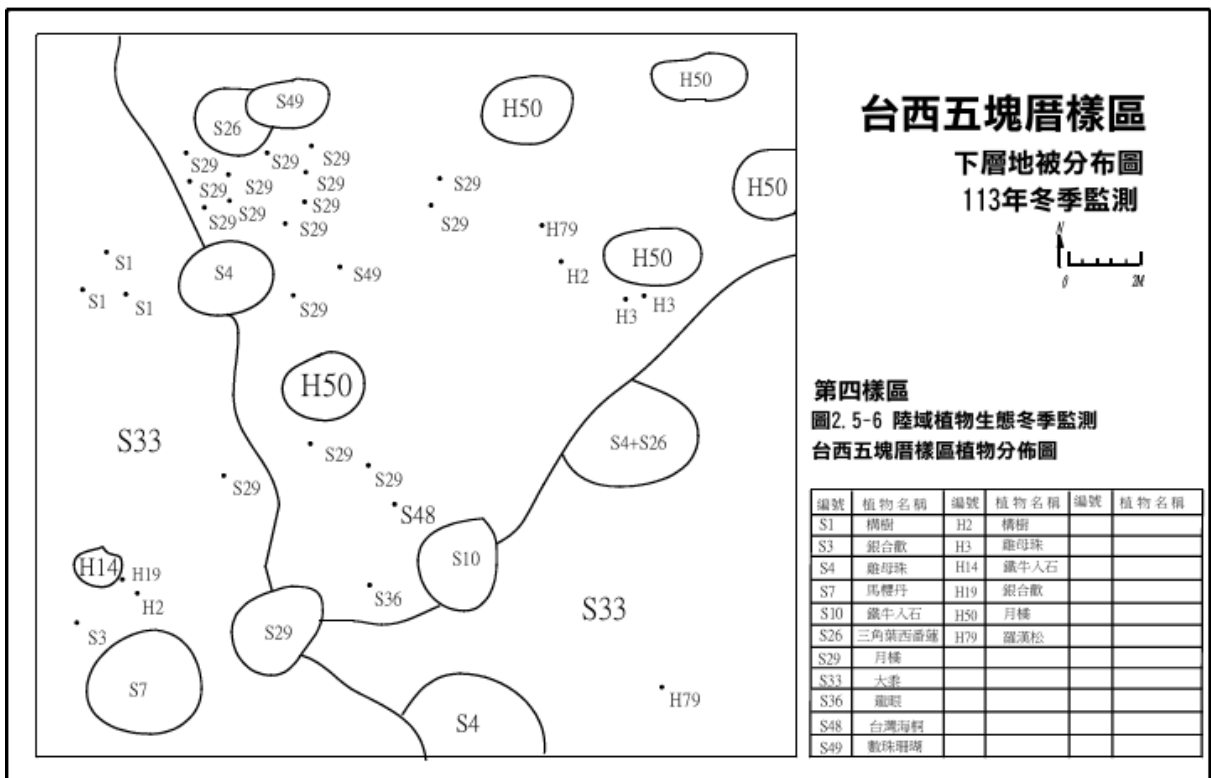 台西五塊厝樣區
下層地被分布圖
113年冬季監測
N
0 2M
S49
S26
H50
H50
H50
H50
S29 S29 S29
S29 S29 S29 S29
S29 S29 S29
S29
S29
H79
H2
H3 H3
S1
S1 S1
S4
S49
S29
H50
S33
S29
S29
S29
S48
S4+S26
S10
H14 H19
H2
S3
S7
S29
S36
S33
S4
H79
第四樣區
圖2.5-6 陸域植物生態冬季監測
台西五塊厝樣區植物分佈圖
編號 植物名稱 編號 植物名稱 編號 植物名稱
S1 構樹 H2 構樹
S3 銀合歡 H3 雞母珠
S4 雞母珠 H14 鐵牛入石
S7 馬櫻丹 H19 銀合歡
S10 鐵牛入石 H50 月橘
S26 三角葉西番蓮 H79 羅漢松
S29 月橘
S33 大黍
S36 龍眼
S48 台灣海桐
S49 數珠珊瑚